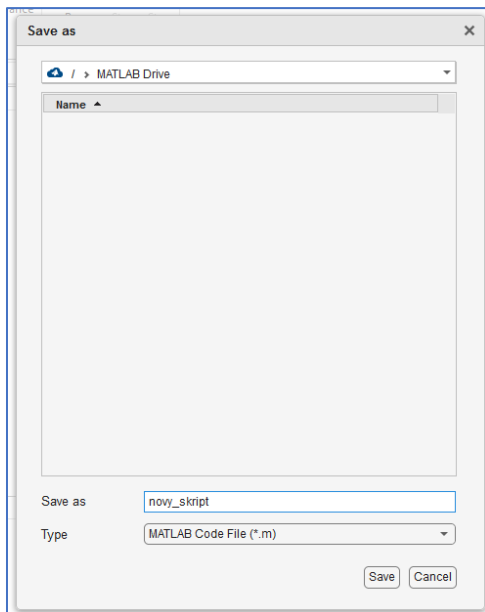 Save as
/ > MATLAB Drive
Name
Save as novy_skript
Type MATLAB Code File (*.m)
Save Cancel